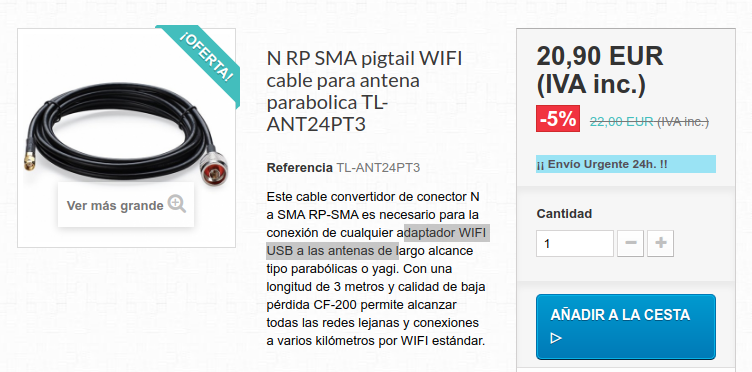 ¡OFERTA!
Ver más grande
N RP SMA pigtail WIFI
cable para antena
parabolica TL-
ANT24PT3
Referencia TL-ANT24PT3
Este cable convertidor de conector N
a SMA RP-SMA es necesario para la
conexión de cualquier adaptador WIFI
USB a las antenas de largo alcance
tipo parabólicas o yagi. Con una
longitud de 3 metros y calidad de baja
pérdida CF-200 permite alcanzar
todas las redes lejanas y conexiones
a varios kilómetros por WIFI estándar.
20,90 EUR
(IVA inc.)
-5% 22,00 EUR (IVA inc.)
¡¡ Envío Urgente 24h. !!
Cantidad
1
AÑADIR A LA CESTA
▷